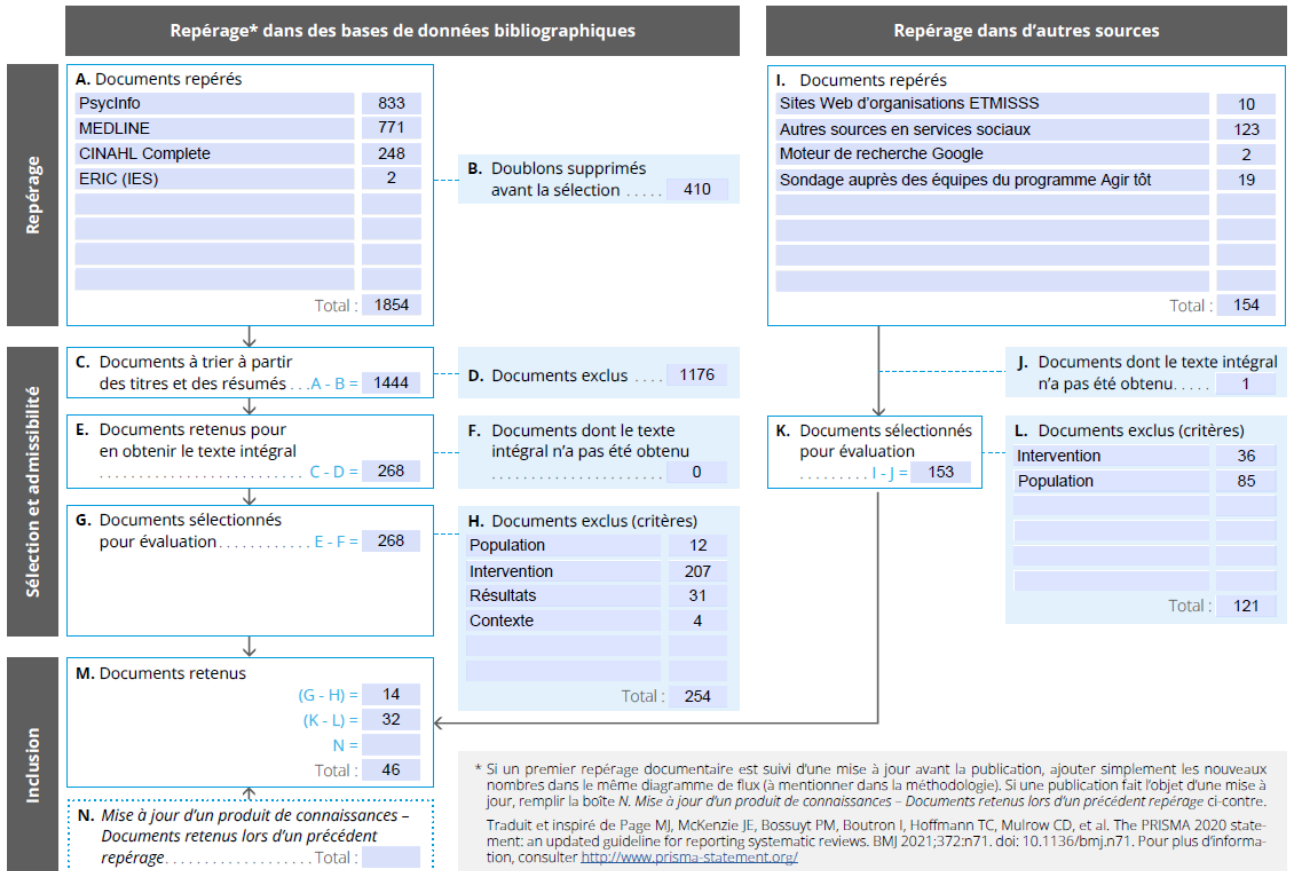 Repérage* dans des bases de données bibliographiques
Repérage dans d'autres sources
Repérage
A. Documents repérés
PsycInfo 833
MEDLINE 771
CINAHL Complete 248
ERIC (IES) 2
Total : 1854
B. Doublons supprimés
avant la sélection ..... 410
I. Documents repérés
Sites Web d'organisations ETMISSS 10
Autres sources en services sociaux 123
Moteur de recherche Google 2
Sondage auprès des équipes du programme Agir tôt 19
Total : 154
Sélection et admissibilité
C. Documents à trier à partir
des titres et des résumés ...A - B = 1444
D. Documents exclus .... 1176
E. Documents retenus pour
en obtenir le texte intégral
.......................... C - D = 268
F. Documents dont le texte
intégral n'a pas été obtenu
...................... 0
G. Documents sélectionnés
pour évaluation............ E - F = 268
H. Documents exclus (critères)
Population 12
Intervention 207
Résultats 31
Contexte 4
Total : 254
J. Documents dont le texte intégral
n'a pas été obtenu..... 1
K. Documents sélectionnés
pour évaluation
......... I - J = 153
L. Documents exclus (critères)
Intervention 36
Population 85
Total : 121
Inclusion
M. Documents retenus
(G - H) = 14
(K - L) = 32
N =
Total : 46
N. Mise à jour d'un produit de connaissances –
Documents retenus lors d'un précédent
repérage................... Total :
* Si un premier repérage documentaire est suivi d'une mise à jour avant la publication, ajouter simplement les nouveaux
nombres dans le même diagramme de flux (à mentionner dans la méthodologie). Si une publication fait l'objet d'une mise à
jour, remplir la boîte N. Mise à jour d'un produit de connaissances – Documents retenus lors d'un précédent repérage ci-contre.
Traduit et inspiré de Page MJ, McKenzie JE, Bossuyt PM, Boutron I, Hoffmann TC, Mulrow CD, et al. The PRISMA 2020 state-
ment: an updated guideline for reporting systematic reviews. BMJ 2021;372:n71. doi: 10.1136/bmj.n71. Pour plus d'informa-
tion, consulter http://www.prisma-statement.org/